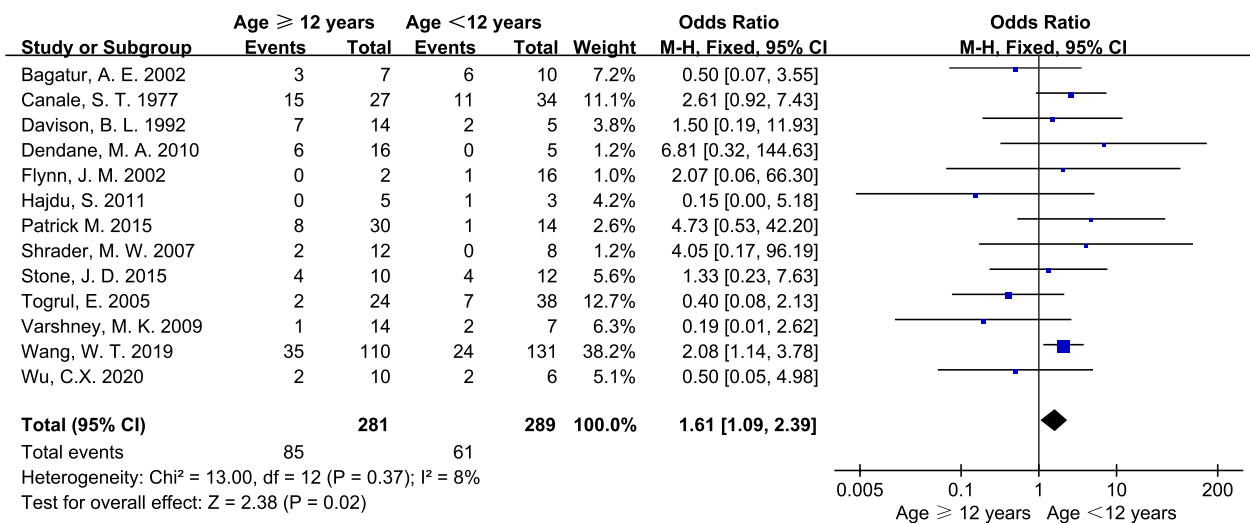 Age ⩾ 12 years Age <12 years Odds Ratio Odds Ratio
Study or Subgroup Events Total Events Total Weight M-H, Fixed, 95% CI M-H, Fixed, 95% CI
Bagatur, A. E. 2002 3 7 6 10 7.2% 0.50 [0.07, 3.55]
Canale, S. T. 1977 15 27 11 34 11.1% 2.61 [0.92, 7.43]
Davison, B. L. 1992 7 14 2 5 3.8% 1.50 [0.19, 11.93]
Dendane, M. A. 2010 6 16 0 5 1.2% 6.81 [0.32, 144.63]
Flynn, J. M. 2002 0 2 1 16 1.0% 2.07 [0.06, 66.30]
Hajdu, S. 2011 0 5 1 3 4.2% 0.15 [0.00, 5.18]
Patrick M. 2015 8 30 1 14 2.6% 4.73 [0.53, 42.20]
Shrader, M. W. 2007 2 12 0 8 1.2% 4.05 [0.17, 96.19]
Stone, J. D. 2015 4 10 4 12 5.6% 1.33 [0.23, 7.63]
Togrul, E. 2005 2 24 7 38 12.7% 0.40 [0.08, 2.13]
Varshney, M. K. 2009 1 14 2 7 6.3% 0.19 [0.01, 2.62]
Wang, W. T. 2019 35 110 24 131 38.2% 2.08 [1.14, 3.78]
Wu, C.X. 2020 2 10 2 6 5.1% 0.50 [0.05, 4.98]
Total (95% CI) 281 289 100.0% 1.61 [1.09, 2.39]
Total events 85 61
Heterogeneity: Chi² = 13.00, df = 12 (P = 0.37); I² = 8%
Test for overall effect: Z = 2.38 (P = 0.02)
0.005 0.1 1 10 200
Age ⩾ 12 years Age <12 years